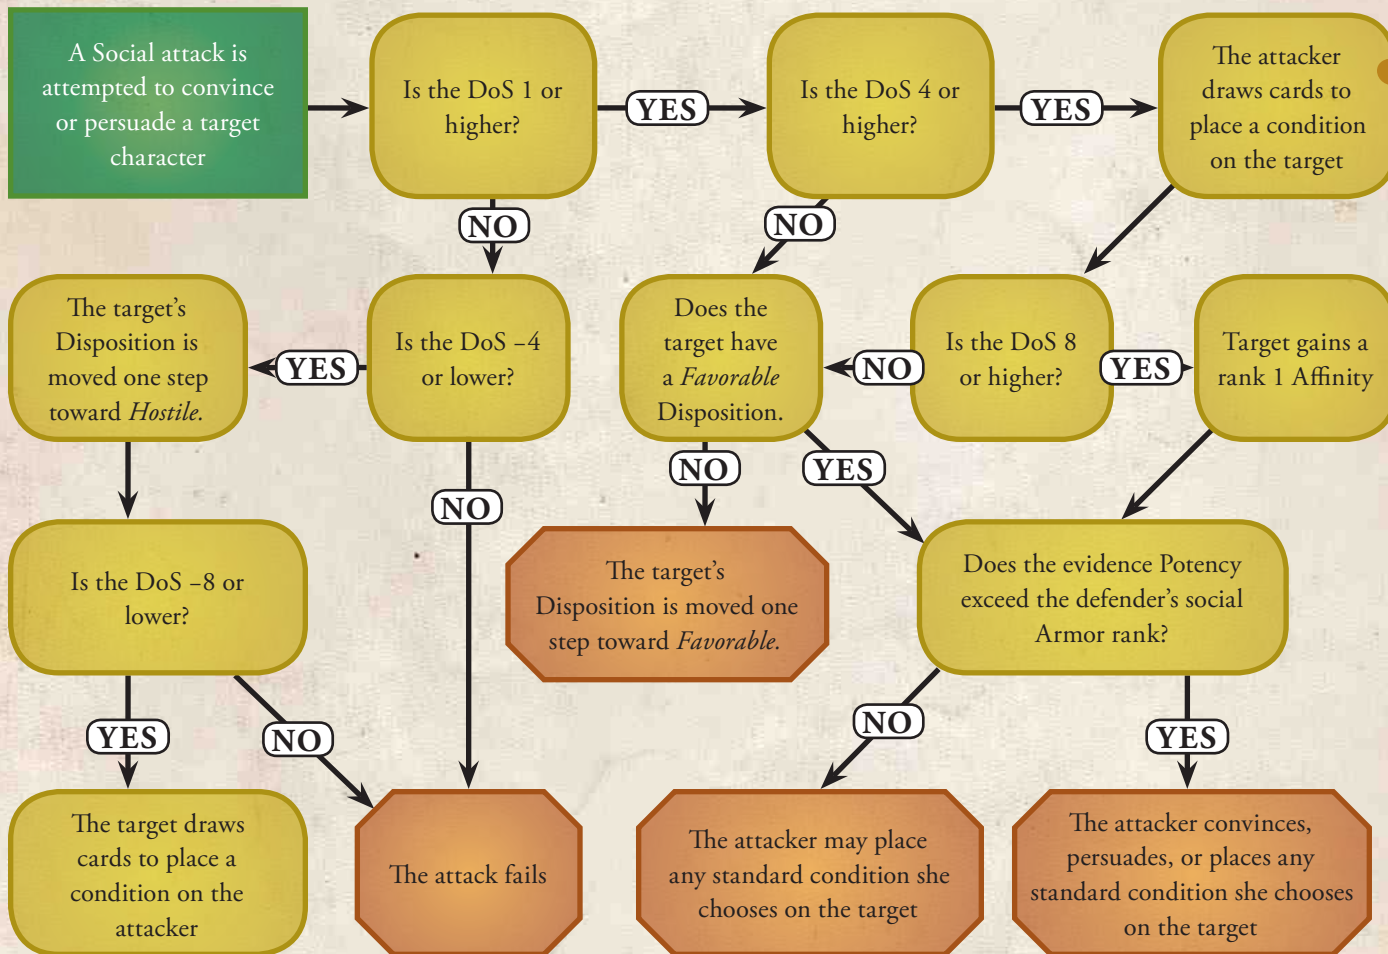 A Social attack is
attempted to convince
or persuade a target
character
Is the DoS 1 or
higher?
YES
Is the DoS 4 or
higher?
YES
The attacker
draws cards to
place a condition
on the target
NO
NO
The target's
Disposition is
moved one step
toward Hostile.
YES
Is the DoS –4
or lower?
Does the
target have
a Favorable
Disposition.
NO
Is the DoS 8
or higher?
YES
Target gains a
rank 1 Affinity
NO
NO
YES
Is the DoS –8 or
lower?
The target's
Disposition is moved one
step toward Favorable.
Does the evidence Potency
exceed the defender's social
Armor rank?
YES
NO
NO
YES
The target draws
cards to place a
condition on the
attacker
The attack fails
The attacker may place
any standard condition she
chooses on the target
The attacker convinces,
persuades, or places any
standard condition she chooses
on the target